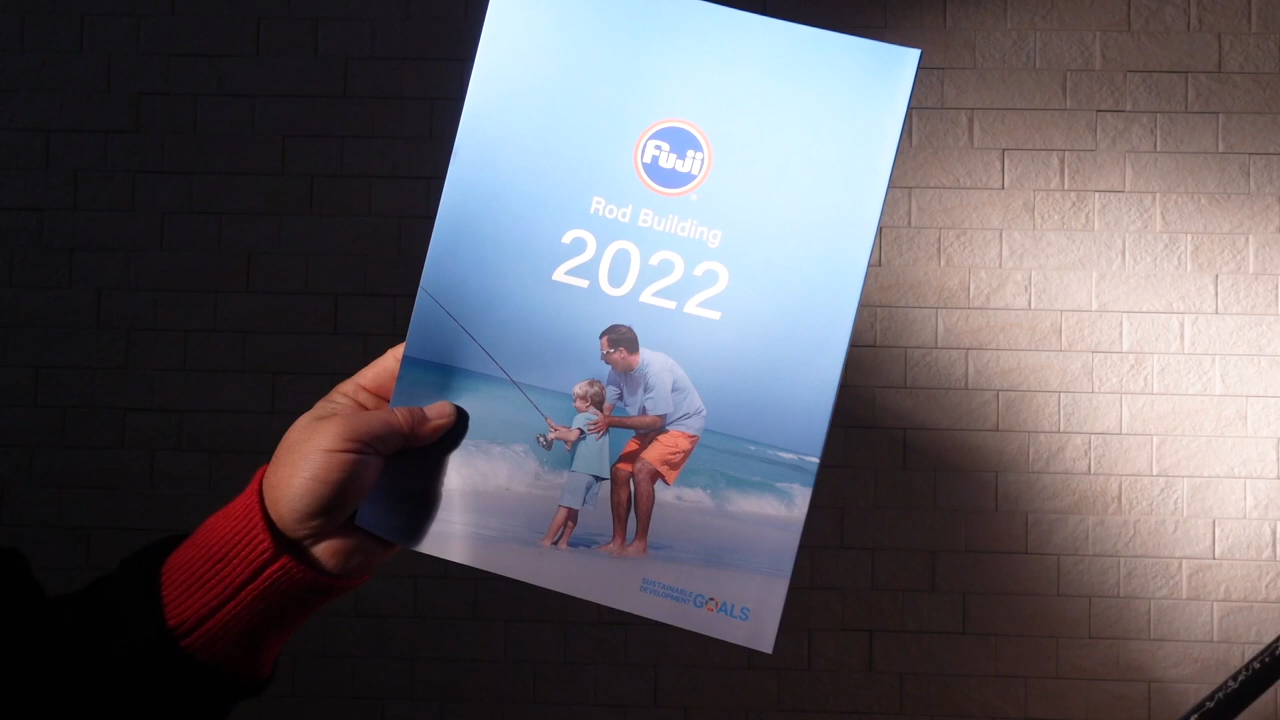 Fuji
Rod Building
2022
SUSTAINABLE
DEVELOPMENT
GOALS